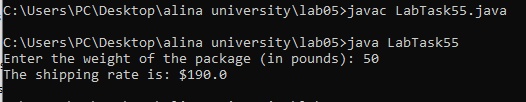 C:\Users\PC\Desktop\alina university\lab05>javac LabTask55.java
C:\Users\PC\Desktop\alina university\lab05>java LabTask55
Enter the weight of the package (in pounds): 50
The shipping rate is: $190.0